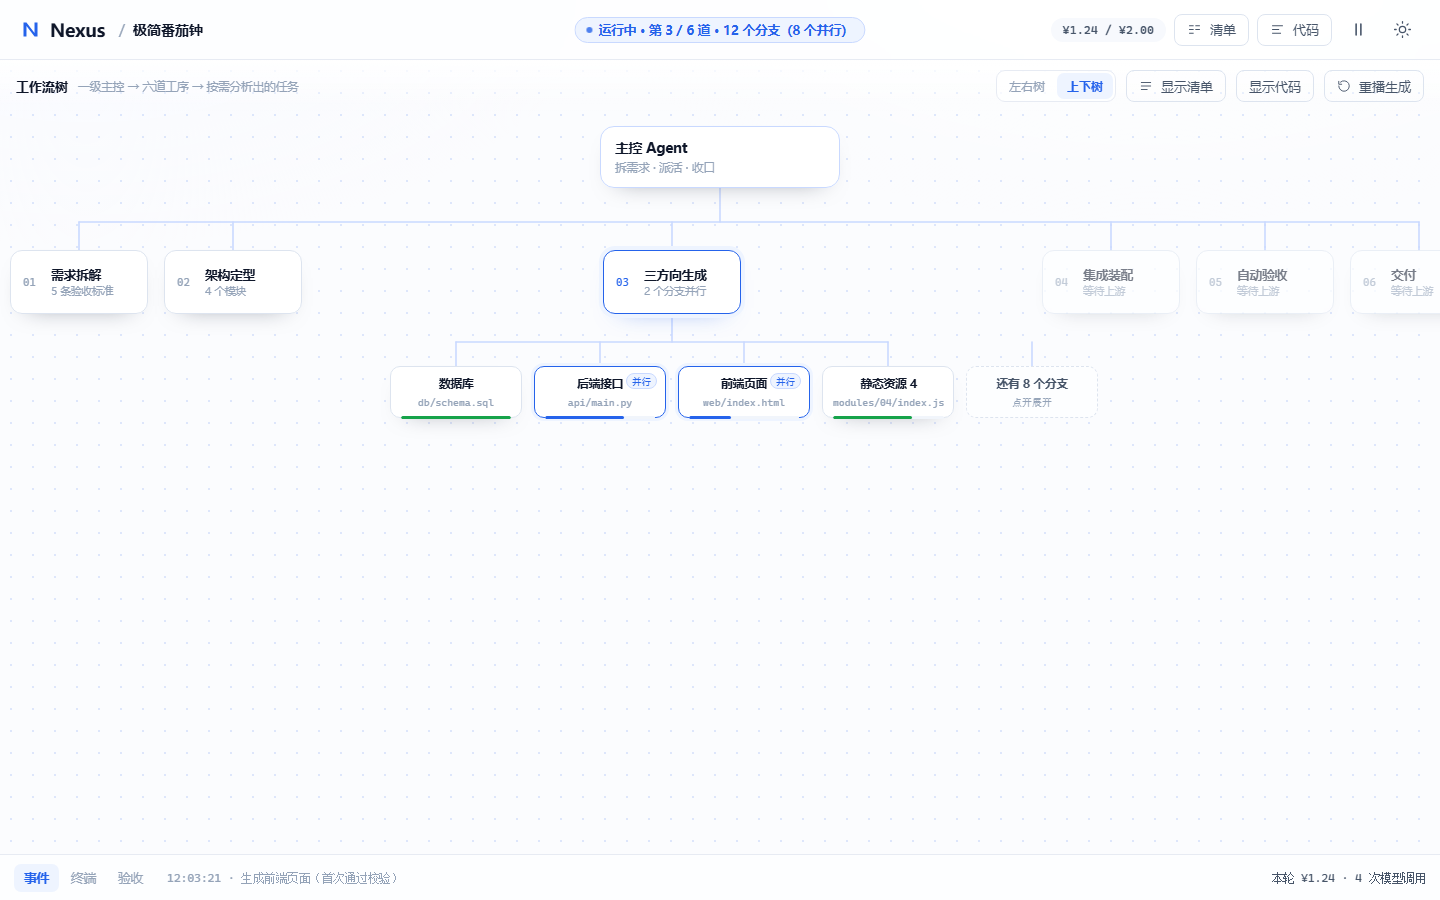 Nexus / 极简番茄钟
运行中 • 第 3 / 6 道 • 12 个分支 (8 个并行)
¥1.24 / ¥2.00
清单
代码
工作流树 一级主控 → 六道工序 → 按需分析出的任务
左右树
上下树
显示清单
显示代码
重播生成
主控 Agent
拆需求 · 派活 · 收口
01 需求拆解
5 条验收标准
02 架构定型
4 个模块
03 三方向生成
2 个分支并行
04 集成装配
等待上游
05 自动验收
等待上游
06 交付
等待上游
数据库
db/schema.sql
后端接口 并行
api/main.py
前端页面 并行
web/index.html
静态资源 4
modules/04/index.js
还有 8 个分支
点开展开
事件
终端
验收
12:03:21 · 生成前端页面（首次通过校验）
本轮 ¥1.24 · 4 次模型调用